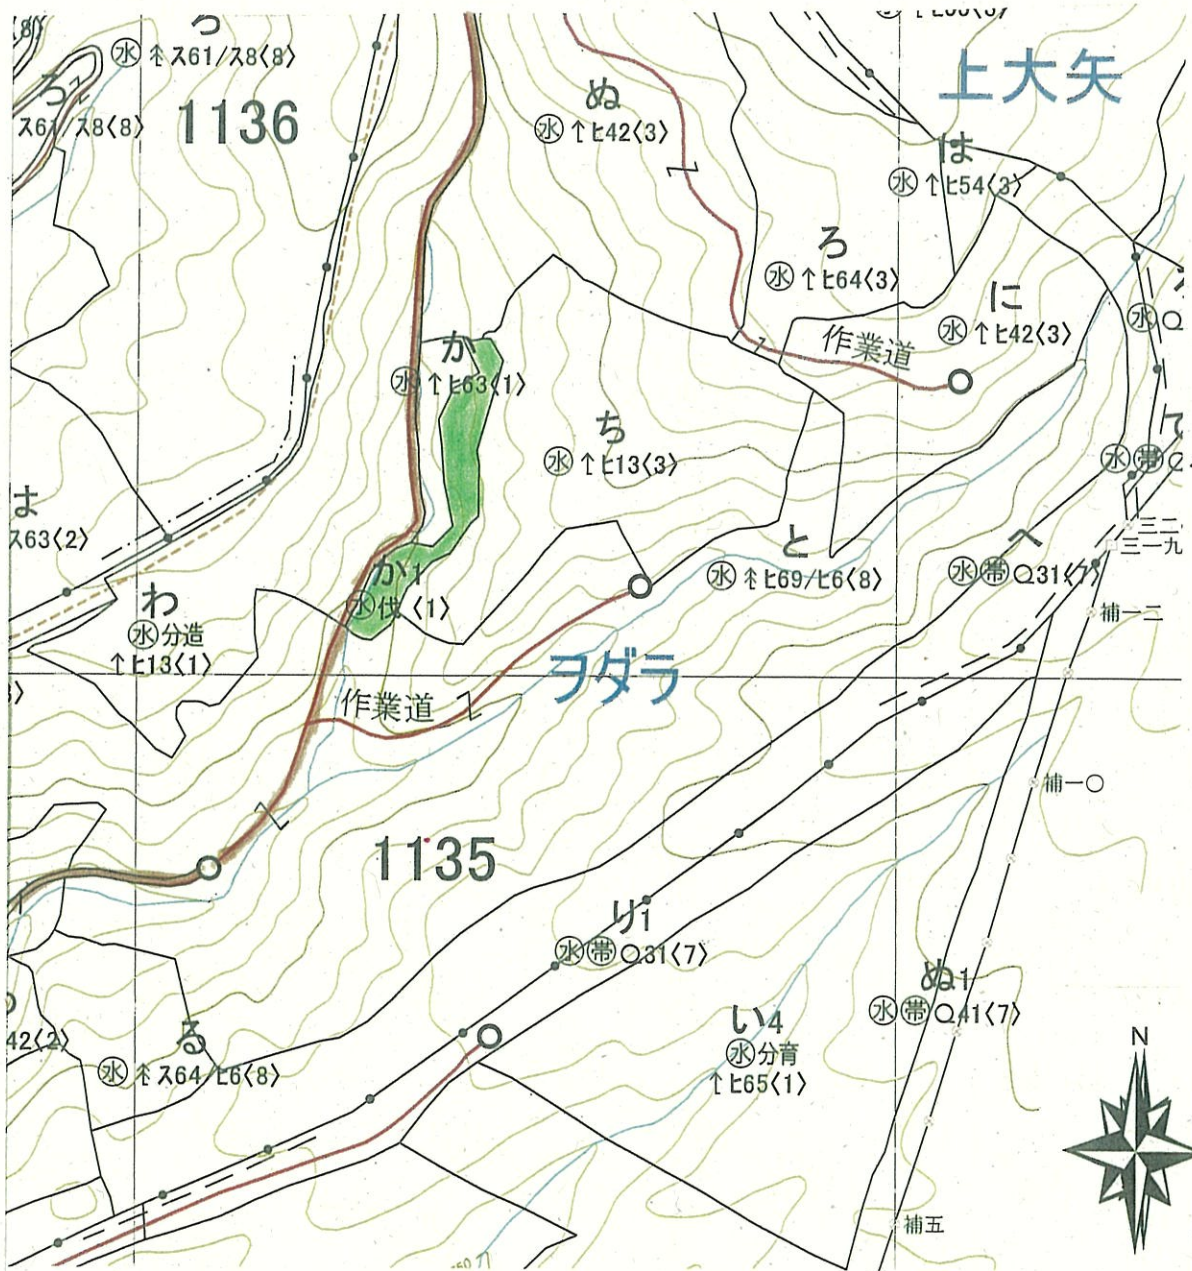 ろ
㊌ ス61/ス8〈8〉
ろ
ス61/ス8〈8〉
1136
ぬ
㊌ ↑ヒ42〈3〉
上大矢
は
㊌ ↑ヒ54〈3〉
ろ
㊌ ↑ヒ64〈3〉
に
㊌ ↑ヒ42〈3〉
作業道
か
㊌ ↑ヒ63〈1〉
ち
㊌ ↑ヒ13〈3〉
は
ス63〈2〉
と
㊌ ヒ69/ヒ6〈8〉
へ
㊌ 帯 Q31〈7〉
三一九
補一二
わ
㊌ 分造
↑ヒ13〈1〉
か1
㊌ 伐 〈1〉
ヲダラ
作業道
補一〇
1135
り1
㊌ 帯 Q31〈7〉
ぬ1
㊌ 帯 Q41〈7〉
い4
㊌ 分育
↑ヒ65〈1〉
42〈2〉
る
㊌ ス64/ヒ6〈8〉
N
補五